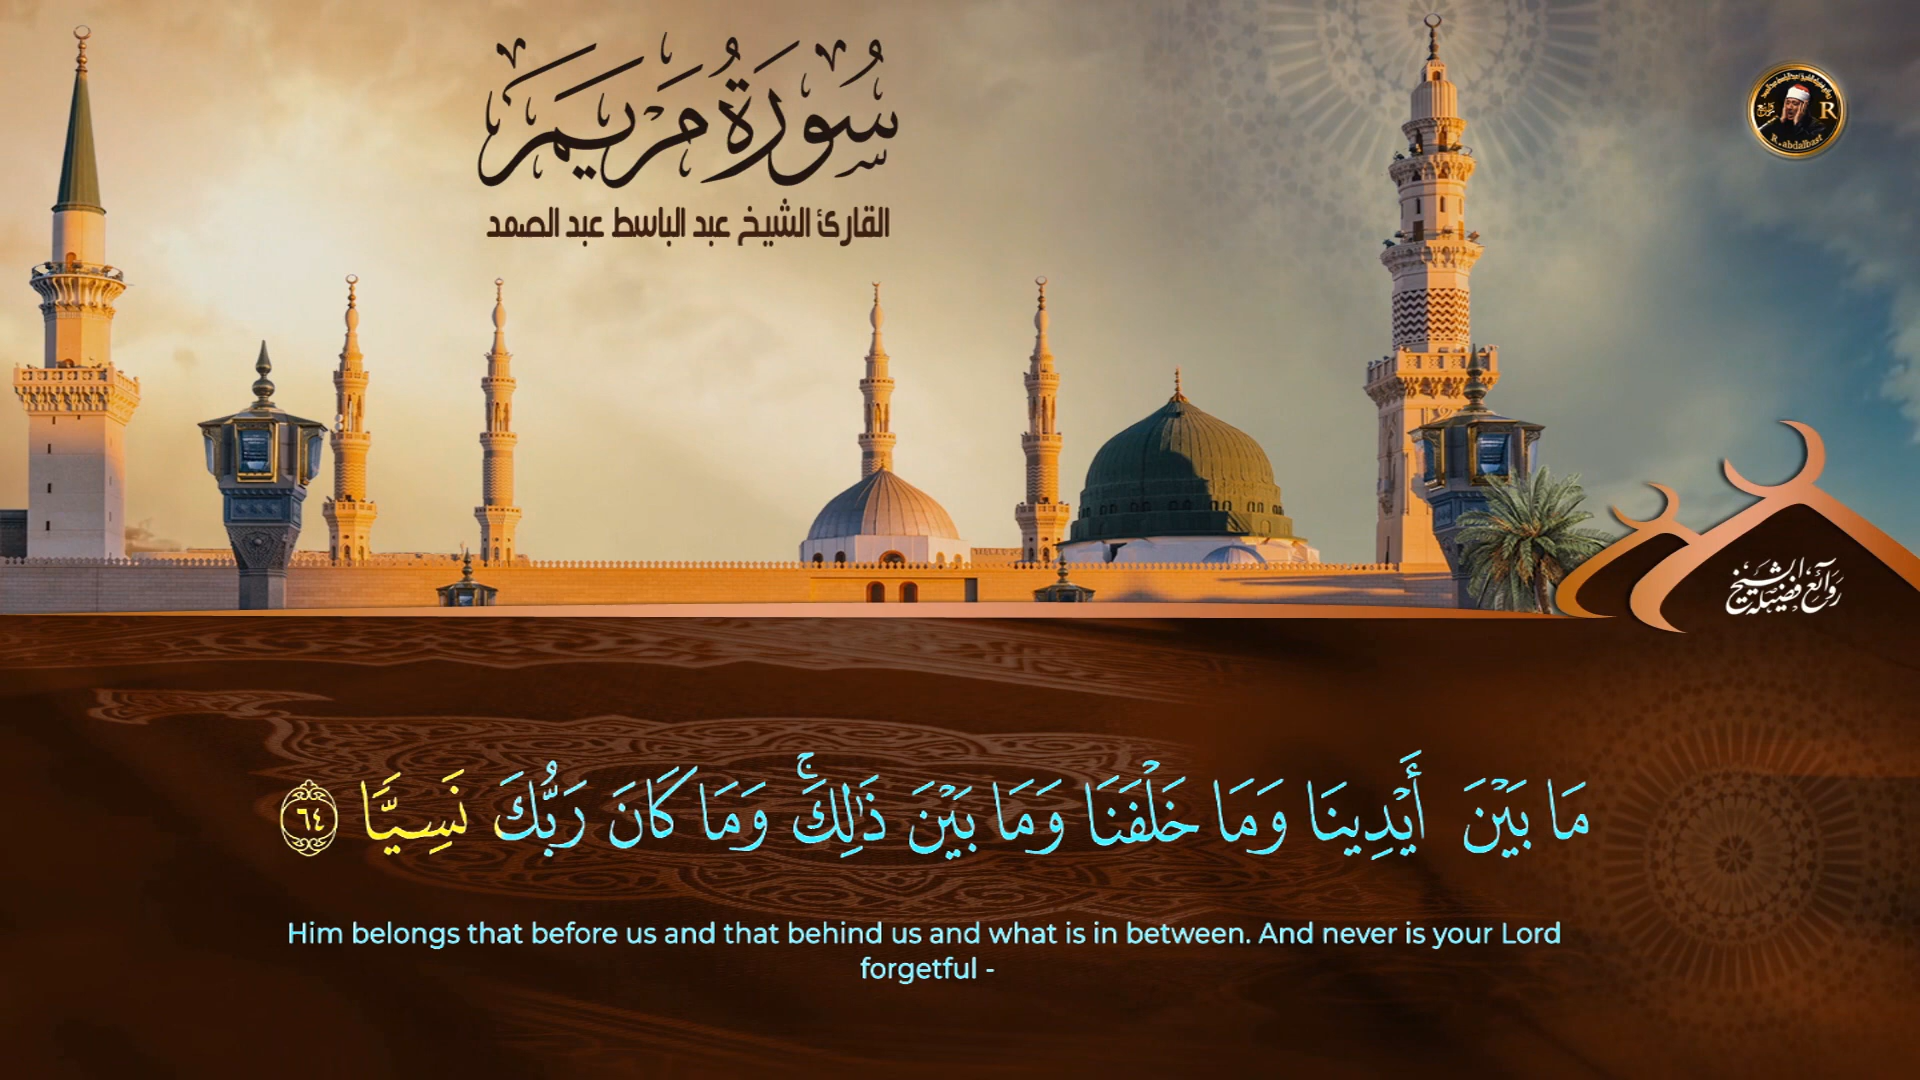 سُورَةُ مَرْيَم
القارئ الشيخ عبد الباسط عبد الصمد
R
R. abdalbast
روائع فضيلة الشيخ
مَا بَيْنَ أَيْدِينَا وَمَا خَلْفَنَا وَمَا بَيْنَ ذَٰلِكَ ۚ وَمَا كَانَ رَبُّكَ نَسِيًّا ٦٤
Him belongs that before us and that behind us and what is in between. And never is your Lord
forgetful -